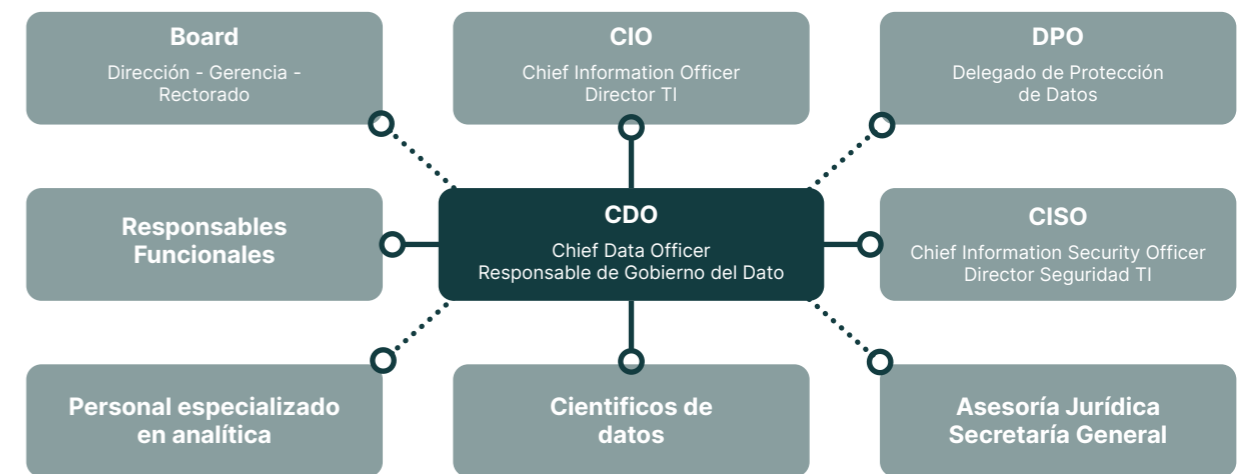 Board
Dirección - Gerencia -
Rectorado
CIO
Chief Information Officer
Director TI
DPO
Delegado de Protección
de Datos
Responsables
Funcionales
CDO
Chief Data Officer
Responsable de Gobierno del Dato
CISO
Chief Information Security Officer
Director Seguridad TI
Personal especializado
en analítica
Cientificos de
datos
Asesoría Jurídica
Secretaría General